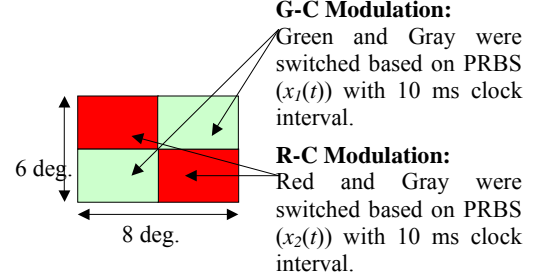 G-C Modulation:
Green and Gray were
switched based on PRBS
(x1(t)) with 10 ms clock
interval.
R-C Modulation:
Red and Gray were
switched based on PRBS
(x2(t)) with 10 ms clock
interval.
6 deg.
8 deg.